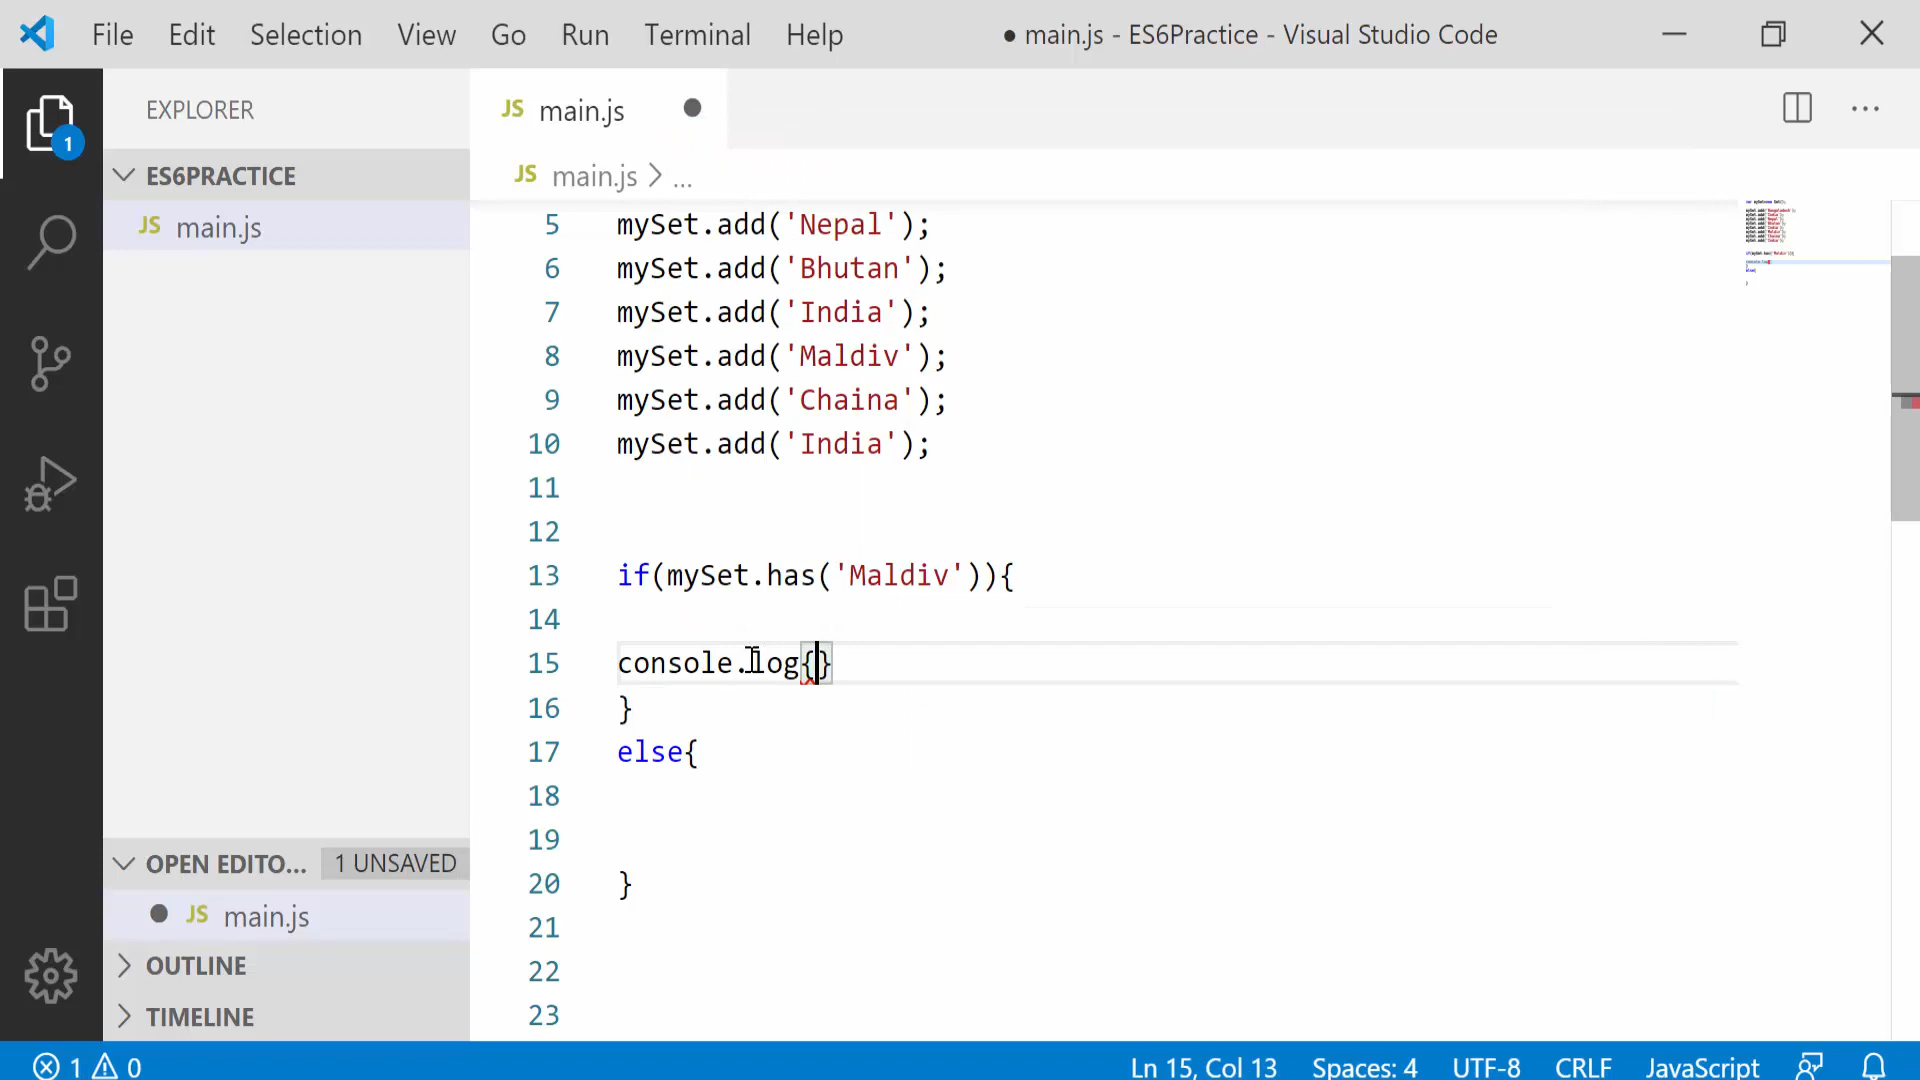 File Edit Selection View Go Run Terminal Help ● main.js - ES6Practice - Visual Studio Code
EXPLORER
ES6PRACTICE
JS main.js
OPEN EDITO... 1 UNSAVED
● JS main.js
OUTLINE
TIMELINE
1
JS main.js
JS main.js > ...
5 mySet.add('Nepal');
6 mySet.add('Bhutan');
7 mySet.add('India');
8 mySet.add('Maldiv');
9 mySet.add('Chaina');
10 mySet.add('India');
11
12
13 if(mySet.has('Maldiv')){
14
15 console.log{}
16 }
17 else{
18
19
20 }
21
22
23
1 0 Ln 15, Col 13 Spaces: 4 UTF-8 CRLF JavaScript